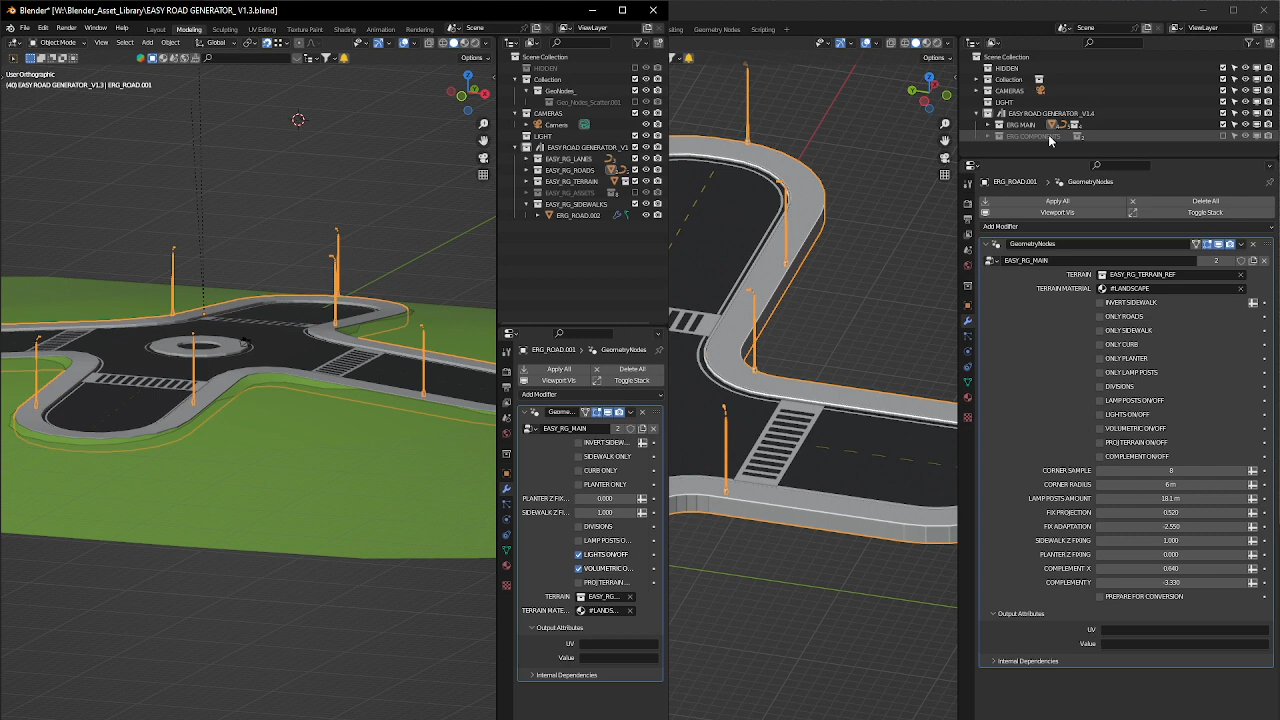 Blender* [W:\Blender_Asset_Library\EASY ROAD GENERATOR_ V1.3.blend]
File Edit Render Window Help Layout Modeling Sculpting UV Editing Texture Paint Shading Animation Rendering Scene ViewLayer
Object Mode View Select Add Object Global
Options
User Orthographic
(40) EASY ROAD GENERATOR_V1.3 | ERG_ROAD.001
Scene Collection
HIDDEN
Collection
GeoNodes_
Geo_Nodes_Scatter.001
CAMERAS
Camera
LIGHT
EASY ROAD GENERATOR_V1
EASY_RG_LANES
EASY_RG_ROADS
EASY_RG_TERRAIN
EASY_RG_ASSETS
EASY_RG_SIDEWALKS
ERG_ROAD.002
ERG_ROAD.001 > GeometryNodes
Apply All Delete All
Viewport Vis Toggle Stack
Add Modifier
Geome...
EASY_RG_MAIN 2
INVERT SIDEW...
SIDEWALK ONLY
CURB ONLY
PLANTER ONLY
PLANTER Z FIX... 0.000
SIDEWALK Z FI... 1.000
DIVISIONS
LAMP POSTS O...
LIGHTS ON/OFF
VOLUMETRIC O...
PROJ TERRAIN...
TERRAIN EASY_RG...
TERRAIN MATE... #LANDS...
Output Attributes
UV
Value
Internal Dependencies
Geometry Nodes Scripting Scene ViewLayer
Options
Scene Collection
HIDDEN
Collection
CAMERAS
LIGHT
EASY ROAD GENERATOR_V1.4
ERG MAIN
ERG COMPONENTS
ERG_ROAD.001 > GeometryNodes
Apply All Delete All
Viewport Vis Toggle Stack
Add Modifier
GeometryNodes
EASY_RG_MAIN 2
TERRAIN EASY_RG_TERRAIN_REF
TERRAIN MATERIAL #LANDSCAPE
INVERT SIDEWALK
ONLY ROADS
ONLY SIDEWALK
ONLY CURB
ONLY PLANTER
ONLY LAMP POSTS
DIVISIONS
LAMP POSTS ON/OFF
LIGHTS ON/OFF
VOLUMETRIC ON/OFF
PROJ TERRAIN ON/OFF
COMPLEMENT ON/OFF
CORNER SAMPLE 8
CORNER RADIUS 6 m
LAMP POSTS AMOUNT 18.1 m
FIX PROJECTION 0.520
FIX ADAPTATION -2.550
SIDEWALK Z FIXING 1.000
PLANTER Z FIXING 0.000
COMPLEMENT X 0.640
COMPLEMENTY -3.330
PREPARE FOR CONVERSION
Output Attributes
UV
Value
Internal Dependencies